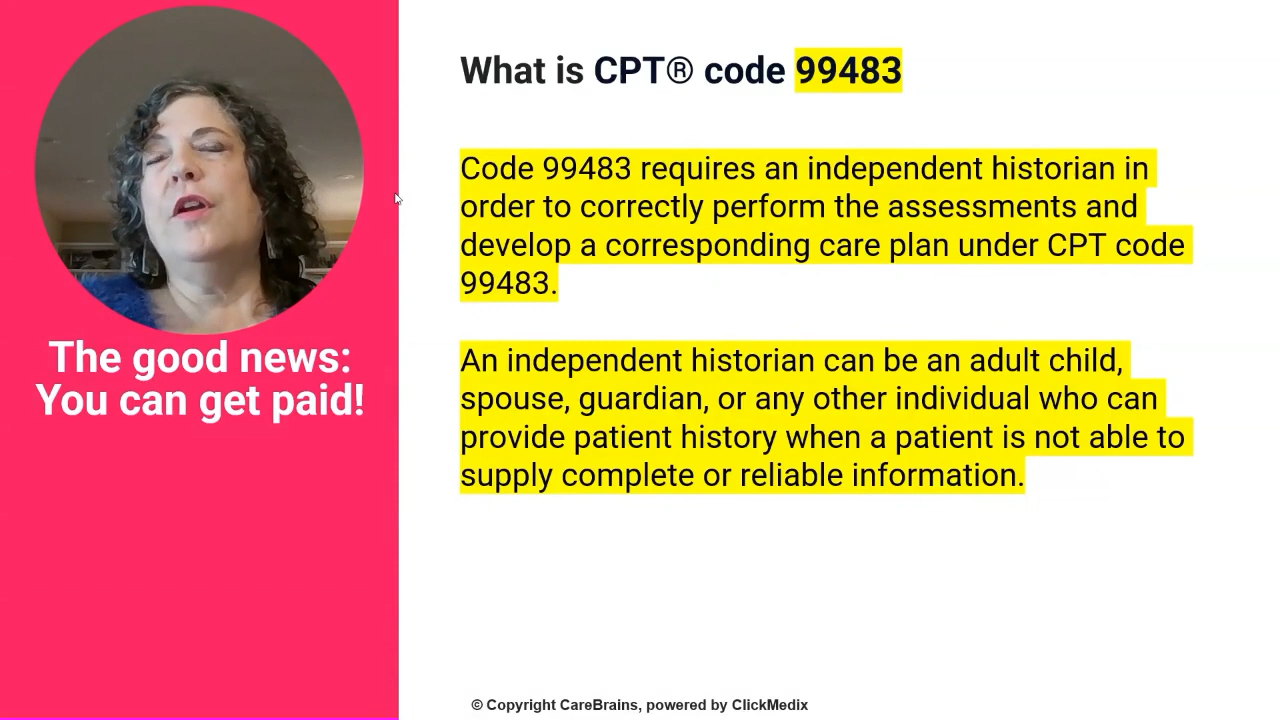 What is CPT® code 99483
Code 99483 requires an independent historian in
order to correctly perform the assessments and
develop a corresponding care plan under CPT code
99483.
An independent historian can be an adult child,
spouse, guardian, or any other individual who can
provide patient history when a patient is not able to
supply complete or reliable information.
The good news:
You can get paid!
© Copyright CareBrains, powered by ClickMedix